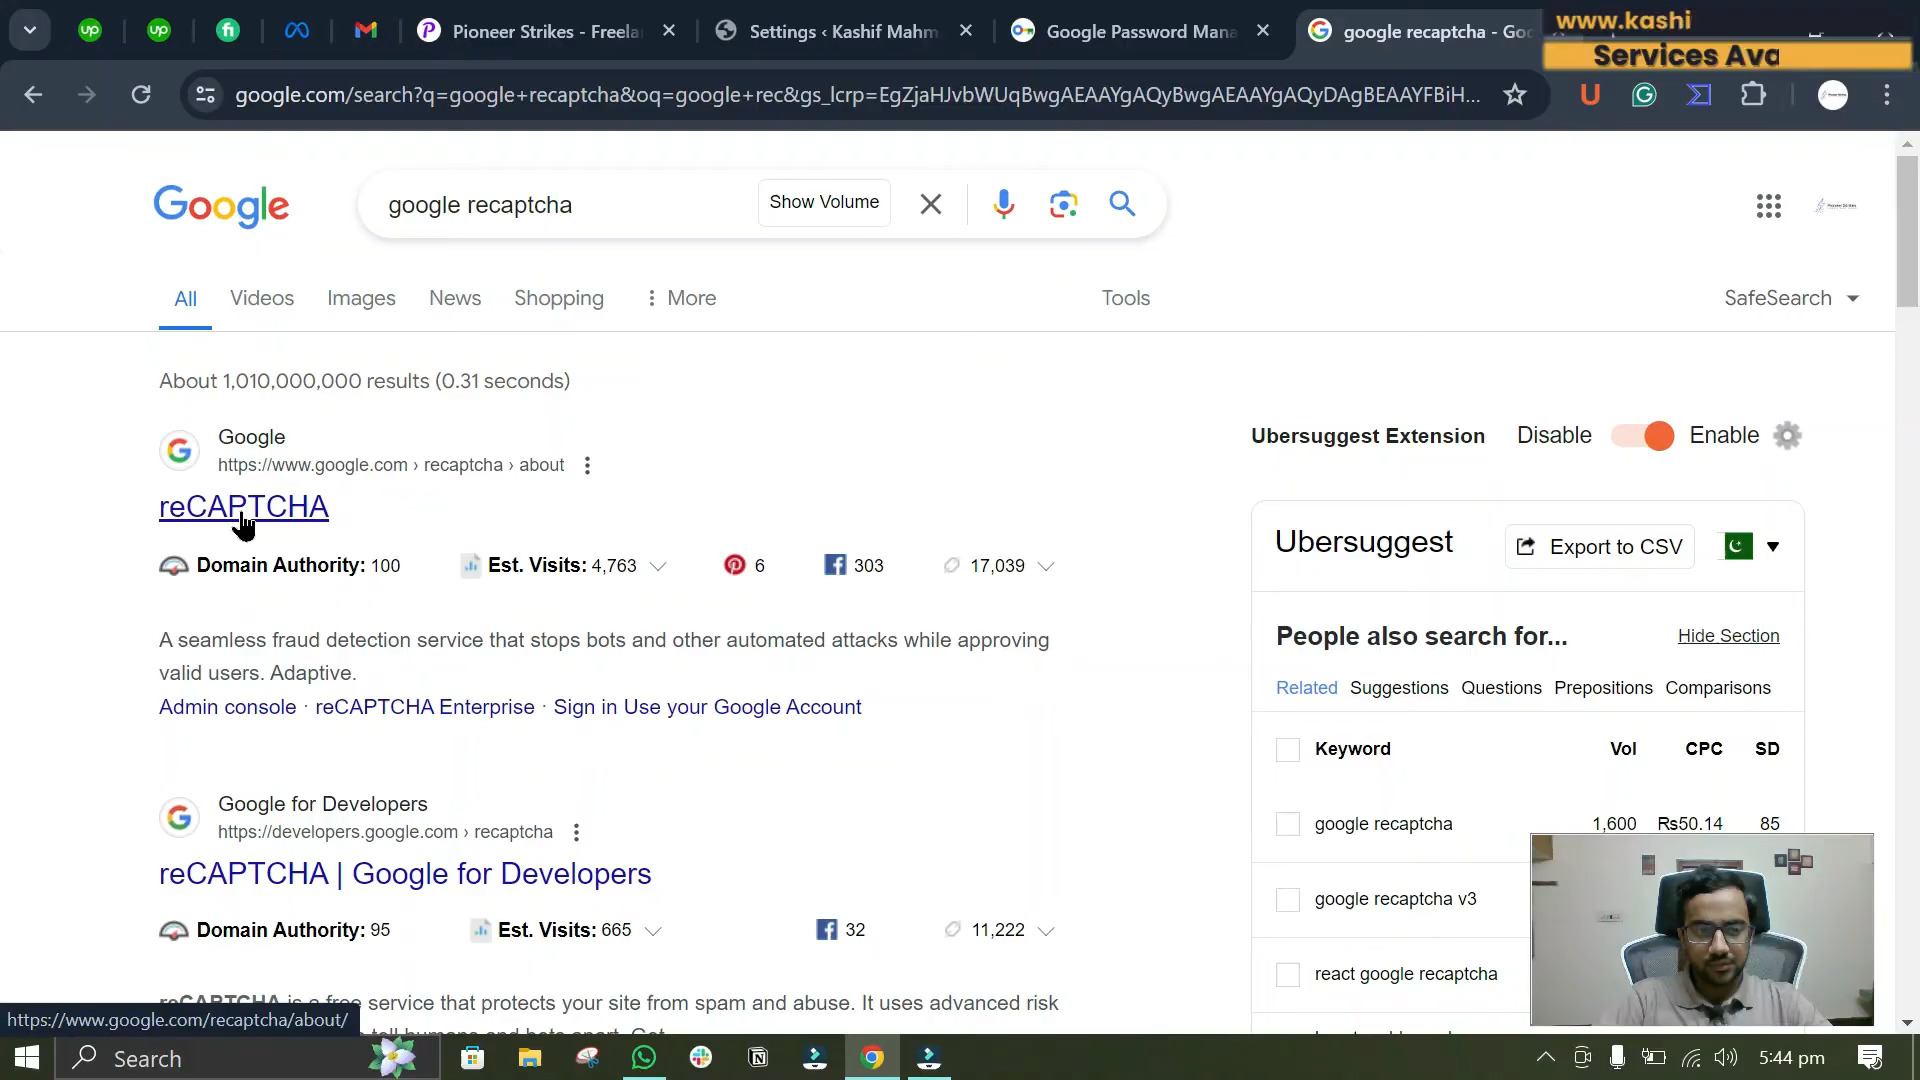 Pioneer Strikes - Freela
Settings ‹ Kashif Mahm
Google Password Mana
google recaptcha - Goo
www.kashi
Services Ava
google.com/search?q=google+recaptcha&oq=google+rec&gs_lcrp=EgZjaHJvbWUqBwgAEAAYgAQyBwgAEAAYgAQyDAgBEAAYFBiH...
Google
google recaptcha
Show Volume
All
Videos
Images
News
Shopping
More
Tools
SafeSearch
About 1,010,000,000 results (0.31 seconds)
Google
https://www.google.com › recaptcha › about
reCAPTCHA
Domain Authority: 100
Est. Visits: 4,763
6
303
17,039
A seamless fraud detection service that stops bots and other automated attacks while approving
valid users. Adaptive.
Admin console · reCAPTCHA Enterprise · Sign in Use your Google Account
Google for Developers
https://developers.google.com › recaptcha
reCAPTCHA | Google for Developers
Domain Authority: 95
Est. Visits: 665
32
11,222
reCAPTCHA is a free service that protects your site from spam and abuse. It uses advanced risk
Ubersuggest Extension
Disable
Enable
Ubersuggest
Export to CSV
People also search for...
Hide Section
Related
Suggestions
Questions
Prepositions
Comparisons
Keyword
Vol
CPC
SD
google recaptcha
1,600
Rs50.14
85
google recaptcha v3
react google recaptcha
https://www.google.com/recaptcha/about/
Search
5:44 pm